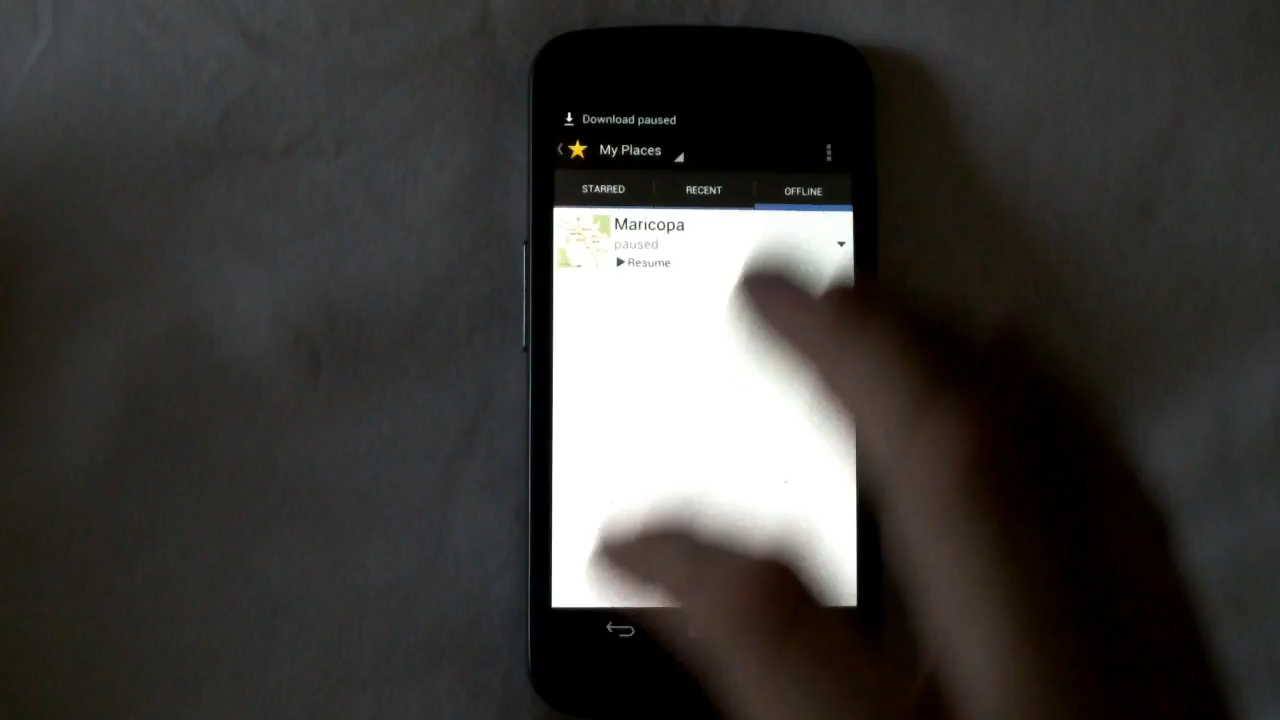 Download paused
My Places
STARRED RECENT OFFLINE
Maricopa
paused
Resume